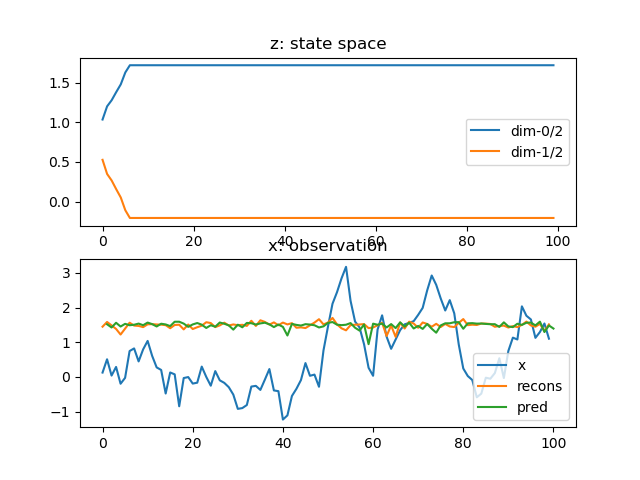 z: state space
1.5
1.0
0.5
0.0
dim-0/2
dim-1/2
0 20 40 60 80 100
x: observation
3
2
1
0
−1
x
recons
pred
0 20 40 60 80 100